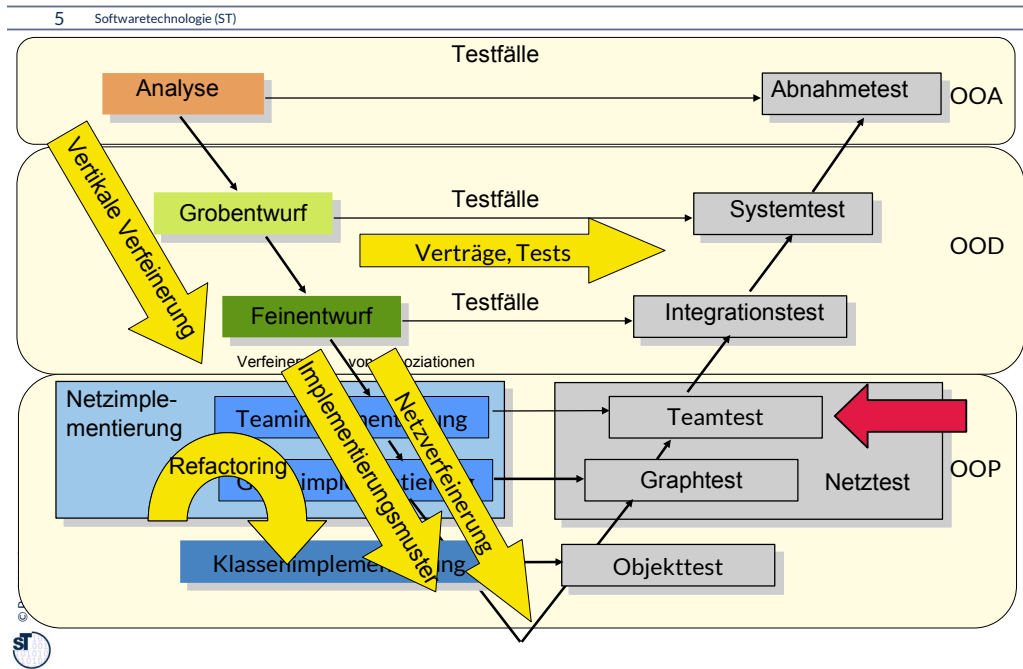 5 Softwaretechnologie (ST)
Testfälle
Analyse
Abnahmetest
OOA
Vertikale Verfeinerung
Grobentwurf
Testfälle
Systemtest
Verträge, Tests
OOD
Feinentwurf
Testfälle
Integrationstest
Implementierungsmuster
Netzverfeinerung
Netzimple-
mentierung
Teamtest
Refactoring
Graphtest
Netztest
OOP
Objekttest
©
ST